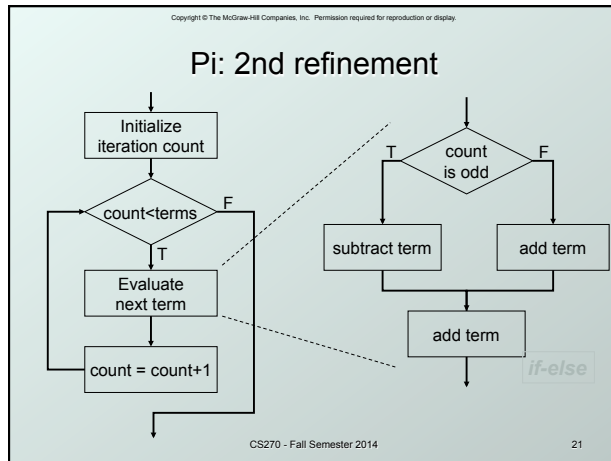 Copyright © The McGraw-Hill Companies, Inc. Permission required for reproduction or display.
Pi: 2nd refinement
Initialize
iteration count
count<terms
F
T
Evaluate
next term
count = count+1
count
is odd
T
F
subtract term
add term
add term
if-else
CS270 - Fall Semester 2014
21